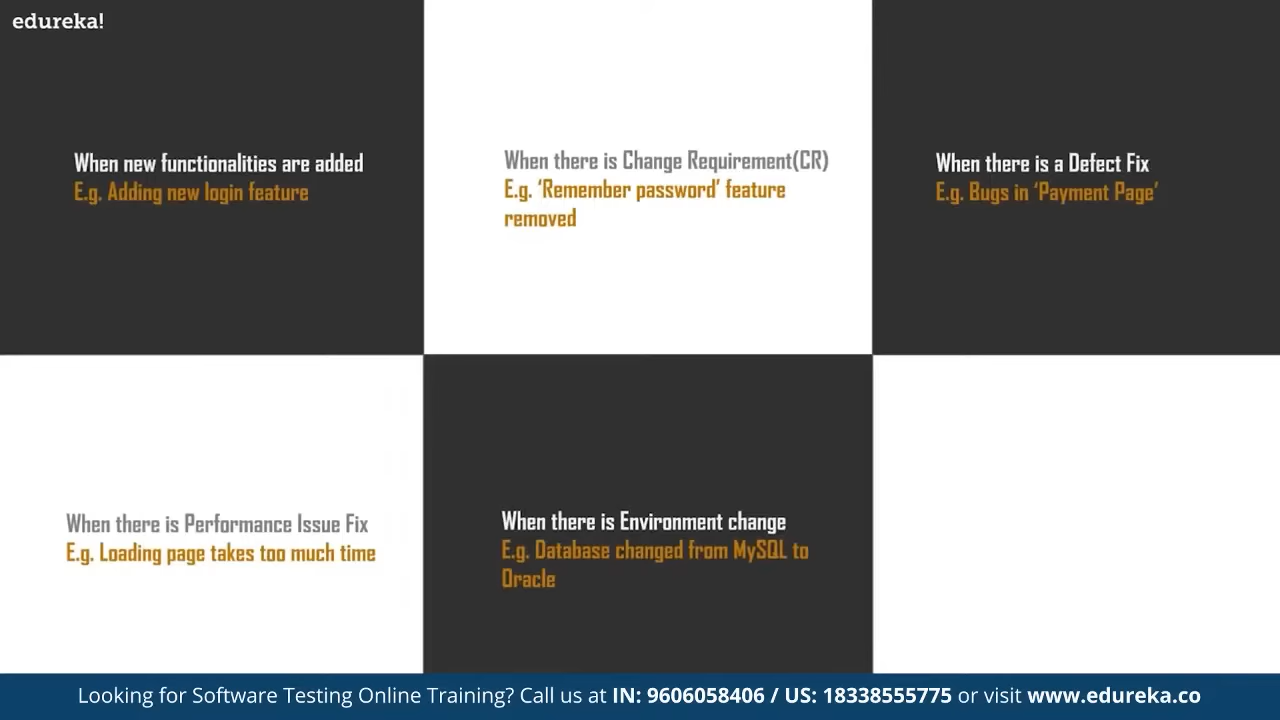 edureka!
When new functionalities are added
E.g. Adding new login feature
When there is Change Requirement(CR)
E.g. ‘Remember password’ feature
removed
When there is a Defect Fix
E.g. Bugs in ‘Payment Page’
When there is Performance Issue Fix
E.g. Loading page takes too much time
When there is Environment change
E.g. Database changed from MySQL to
Oracle
Looking for Software Testing Online Training? Call us at IN: 9606058406 / US: 18338555775 or visit www.edureka.co